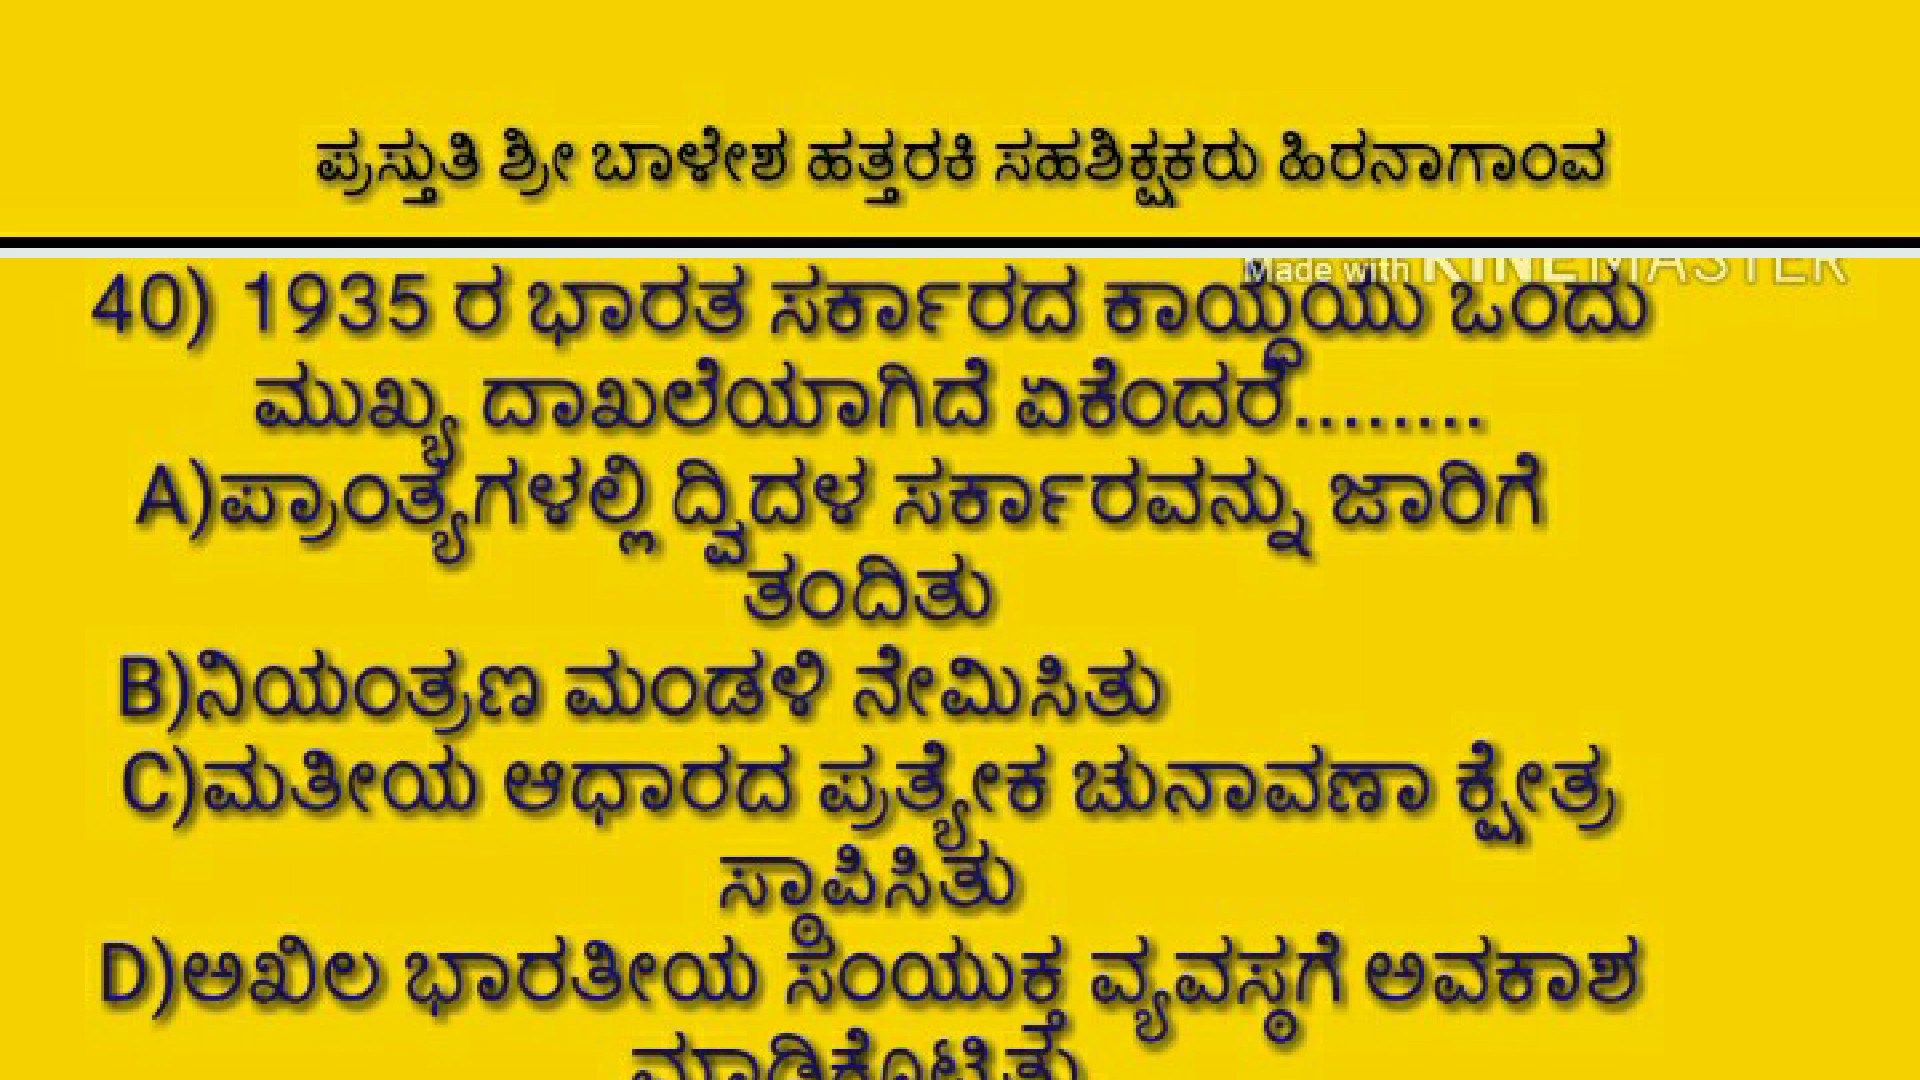 ಪ್ರಸ್ತುತಿ ಶ್ರೀ ಬಾಳೇಶ ಹತ್ತರಕಿ ಸಹಶಿಕ್ಷಕರು ಹಿರನಾಗಾಂವ
Made with KINEMASTER
40) 1935 ರ ಭಾರತ ಸರ್ಕಾರದ ಕಾಯ್ದೆಯು ಒಂದು
ಮುಖ್ಯ ದಾಖಲೆಯಾಗಿದೆ ಏಕೆಂದರೆ........
A)ಪ್ರಾಂತ್ಯಗಳಲ್ಲಿ ದ್ವಿದಳ ಸರ್ಕಾರವನ್ನು ಜಾರಿಗೆ
ತಂದಿತು
B)ನಿಯಂತ್ರಣ ಮಂಡಳಿ ನೇಮಿಸಿತು
C)ಮತೀಯ ಆಧಾರದ ಪ್ರತ್ಯೇಕ ಚುನಾವಣಾ ಕ್ಷೇತ್ರ
ಸ್ಥಾಪಿಸಿತು
D)ಅಖಿಲ ಭಾರತೀಯ ಸಂಯುಕ್ತ ವ್ಯವಸ್ಥಗೆ ಅವಕಾಶ
ಮಾಡಿಕೊಟ್ಟಿತು